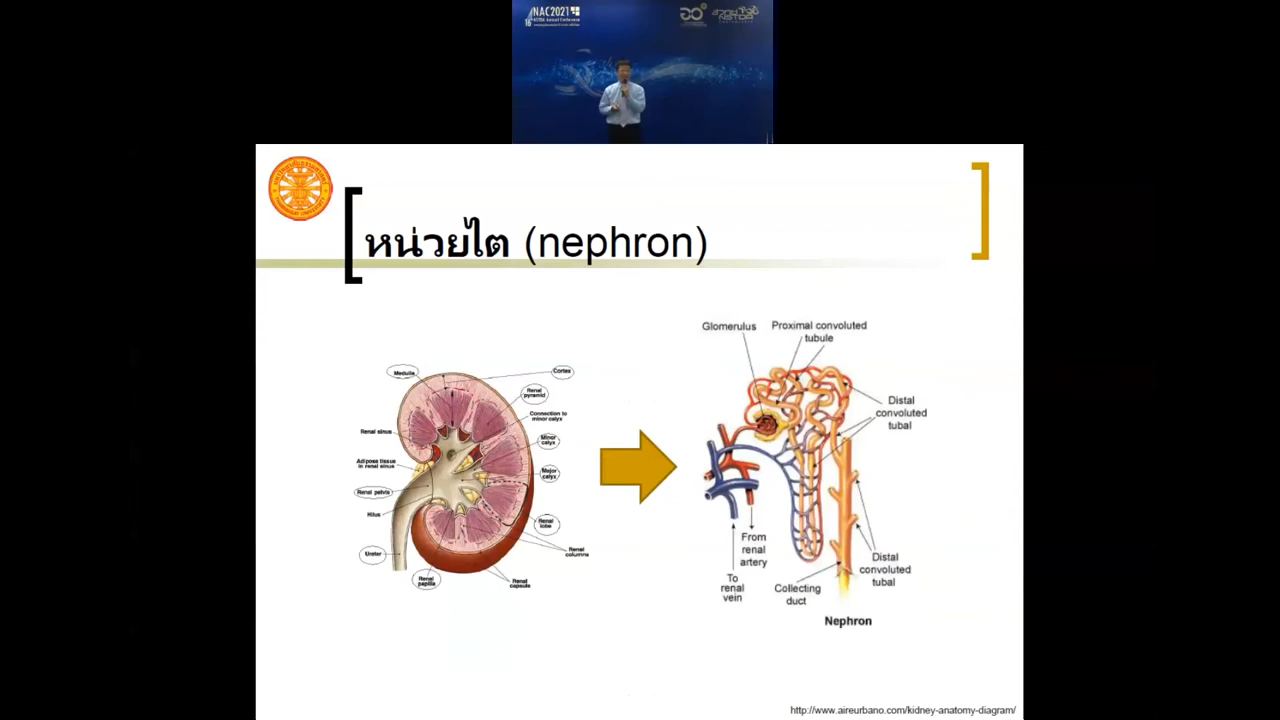 NAC2021
NSTDA Annual Conference
หน่วยไต (nephron)
Medulla
Cortex
Renal
pyramid
Connection to
minor calyx
Renal sinus
Minor
calyx
Adipose tissue
in renal sinus
Major
calyx
Renal pelvis
Hilus
Renal
lobe
Ureter
Renal
columns
Renal
papilla
Renal
capsule
Glomerulus
Proximal convoluted
tubule
Distal
convoluted
tubal
From
renal
artery
To
renal
vein
Collecting
duct
Distal
convoluted
tubal
Nephron
http://www.aireurbano.com/kidney-anatomy-diagram/